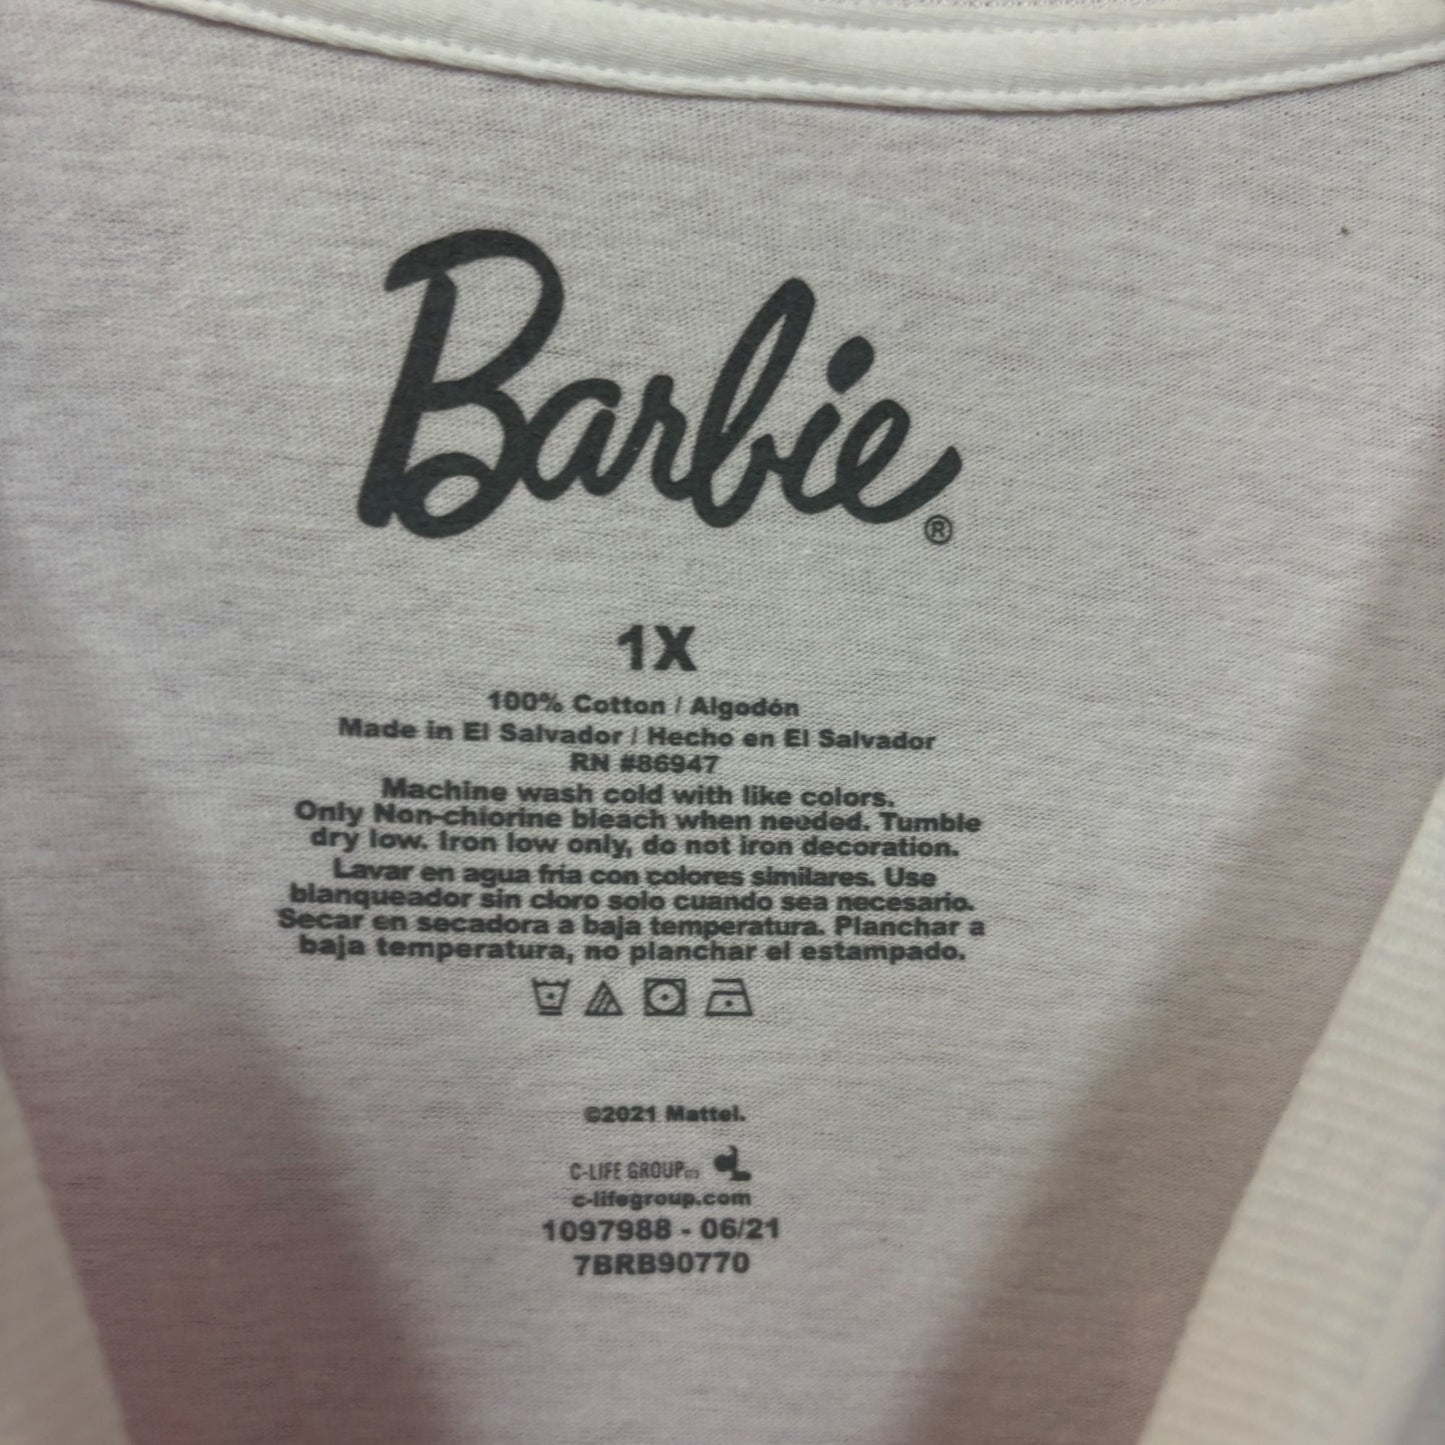 Barbie®
1X
100% Cotton / Algodón
Made in El Salvador / Hecho en El Salvador
RN #86947
Machine wash cold with like colors.
Only Non-chlorine bleach when needed. Tumble
dry low. Iron low only, do not iron decoration.
Lavar en agua fría con colores similares. Use
blanqueador sin cloro solo cuando sea necesario.
Secar en secadora a baja temperatura. Planchar a
baja temperatura, no planchar el estampado.
©2021 Mattel.
C-LIFE GROUP
c-lifegroup.com
1097988 - 06/21
7BRB90770